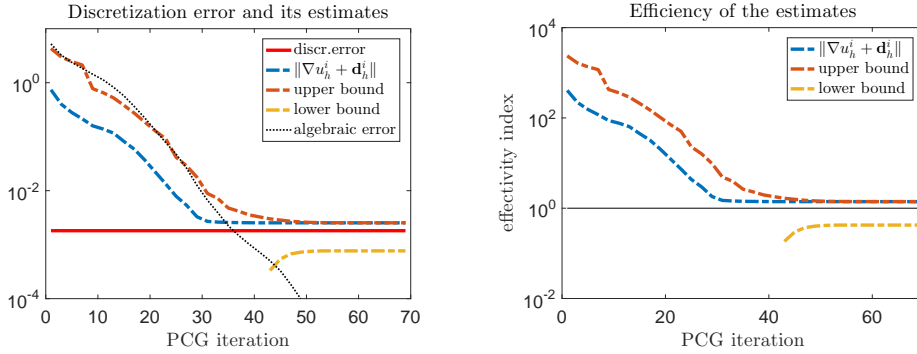 Discretization error and its estimates
10^0
10^-2
10^-4
0
10
20
30
40
50
60
70
PCG iteration
discr.error
‖∇u_h^i + d_h^i‖
upper bound
lower bound
algebraic error
Efficiency of the estimates
effectivity index
10^4
10^2
10^0
10^-2
0
20
40
60
PCG iteration
‖∇u_h^i + d_h^i‖
upper bound
lower bound